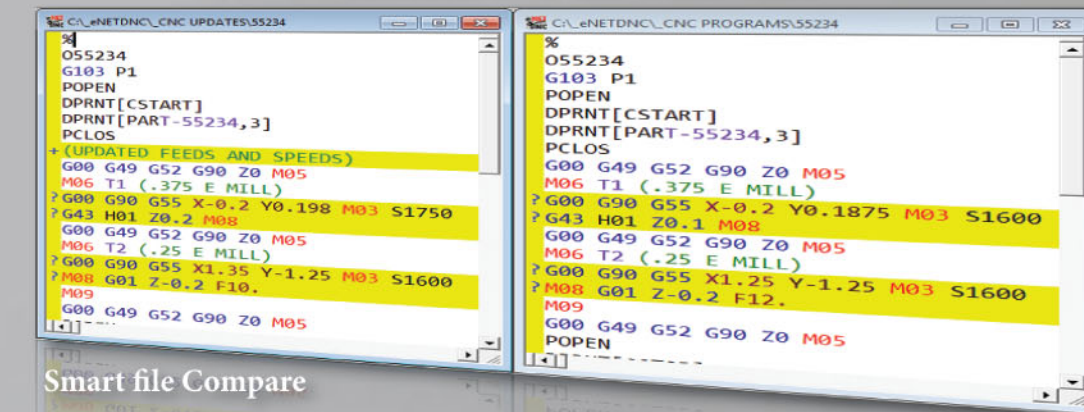 C:\_eNETDNC\_CNC UPDATES\55234
%
O55234
G103 P1
POPEN
DPRNT[CSTART]
DPRNT[PART-55234,3]
PCLOS
+(UPDATED FEEDS AND SPEEDS)
G00 G49 G52 G90 Z0 M05
M06 T1 (.375 E MILL)
?G00 G90 G55 X-0.2 Y0.198 M03 S1750
?G43 H01 Z0.2 M08
G00 G49 G52 G90 Z0 M05
M06 T2 (.25 E MILL)
?G00 G90 G55 X1.35 Y-1.25 M03 S1600
?M08 G01 Z-0.2 F10.
M09
G00 G49 G52 G90 Z0 M05
C:\_eNETDNC\_CNC PROGRAMS\55234
%
O55234
G103 P1
POPEN
DPRNT[CSTART]
DPRNT[PART-55234,3]
PCLOS
G00 G49 G52 G90 Z0 M05
M06 T1 (.375 E MILL)
?G00 G90 G55 X-0.2 Y0.1875 M03 S1600
?G43 H01 Z0.1 M08
G00 G49 G52 G90 Z0 M05
M06 T2 (.25 E MILL)
?G00 G90 G55 X1.25 Y-1.25 M03 S1600
?M08 G01 Z-0.2 F12.
M09
G00 G49 G52 G90 Z0 M05
POPEN
Smart file Compare